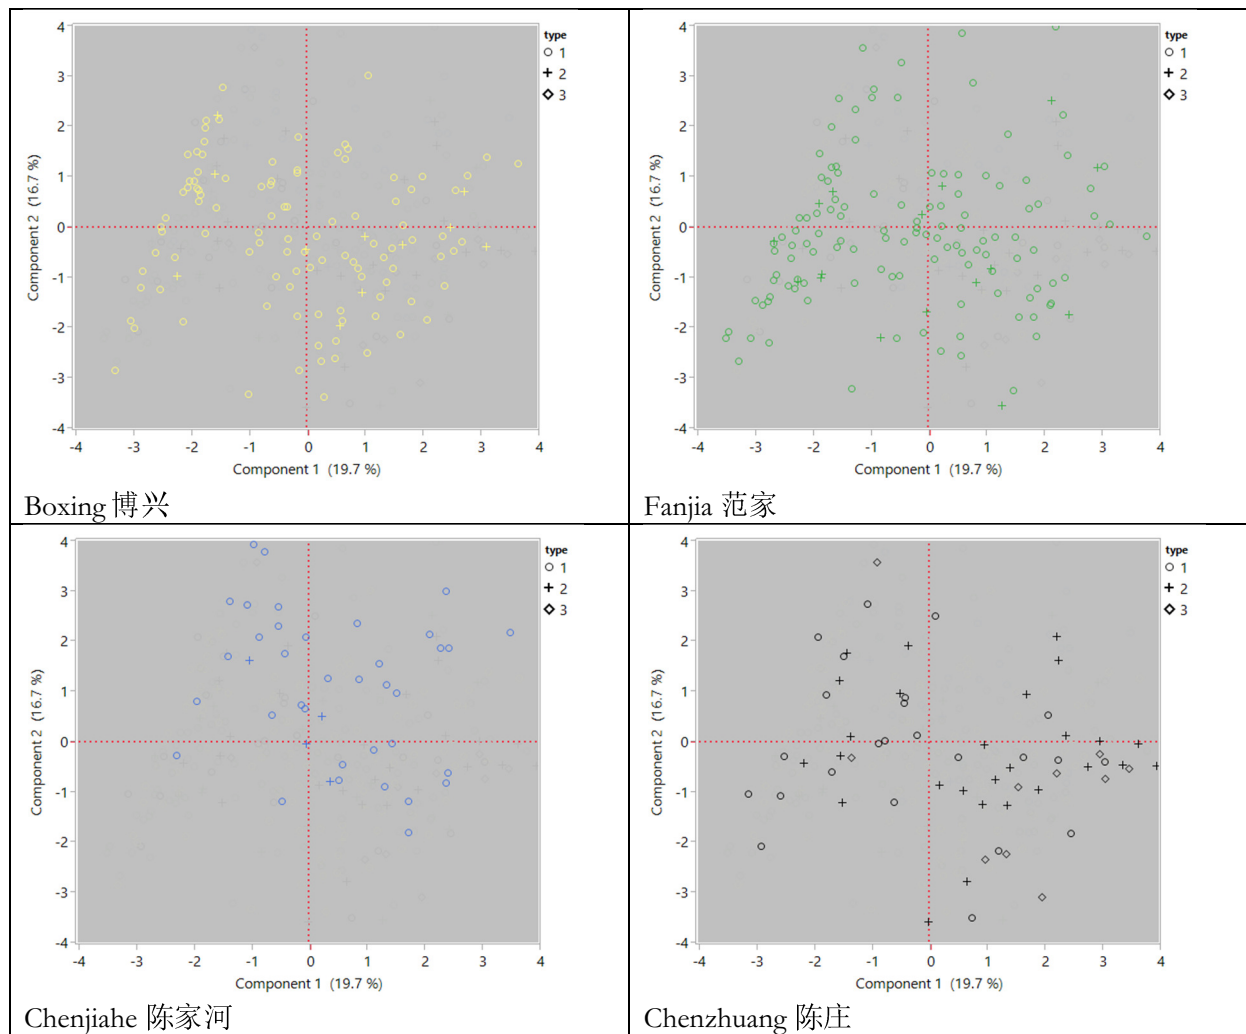 4
3
2
1
0
-1
-2
-3
-4
Component 2 (16.7 %)
-4 -3 -2 -1 0 1 2 3 4
Component 1 (19.7 %)
type
1
2
3
Boxing 博兴
4
3
2
1
0
-1
-2
-3
-4
Component 2 (16.7 %)
-4 -3 -2 -1 0 1 2 3 4
Component 1 (19.7 %)
type
1
2
3
Fanjia 范家
4
3
2
1
0
-1
-2
-3
-4
Component 2 (16.7 %)
-4 -3 -2 -1 0 1 2 3 4
Component 1 (19.7 %)
type
1
2
3
Chenjiahe 陈家河
4
3
2
1
0
-1
-2
-3
-4
Component 2 (16.7 %)
-4 -3 -2 -1 0 1 2 3 4
Component 1 (19.7 %)
type
1
2
3
Chenzhuang 陈庄